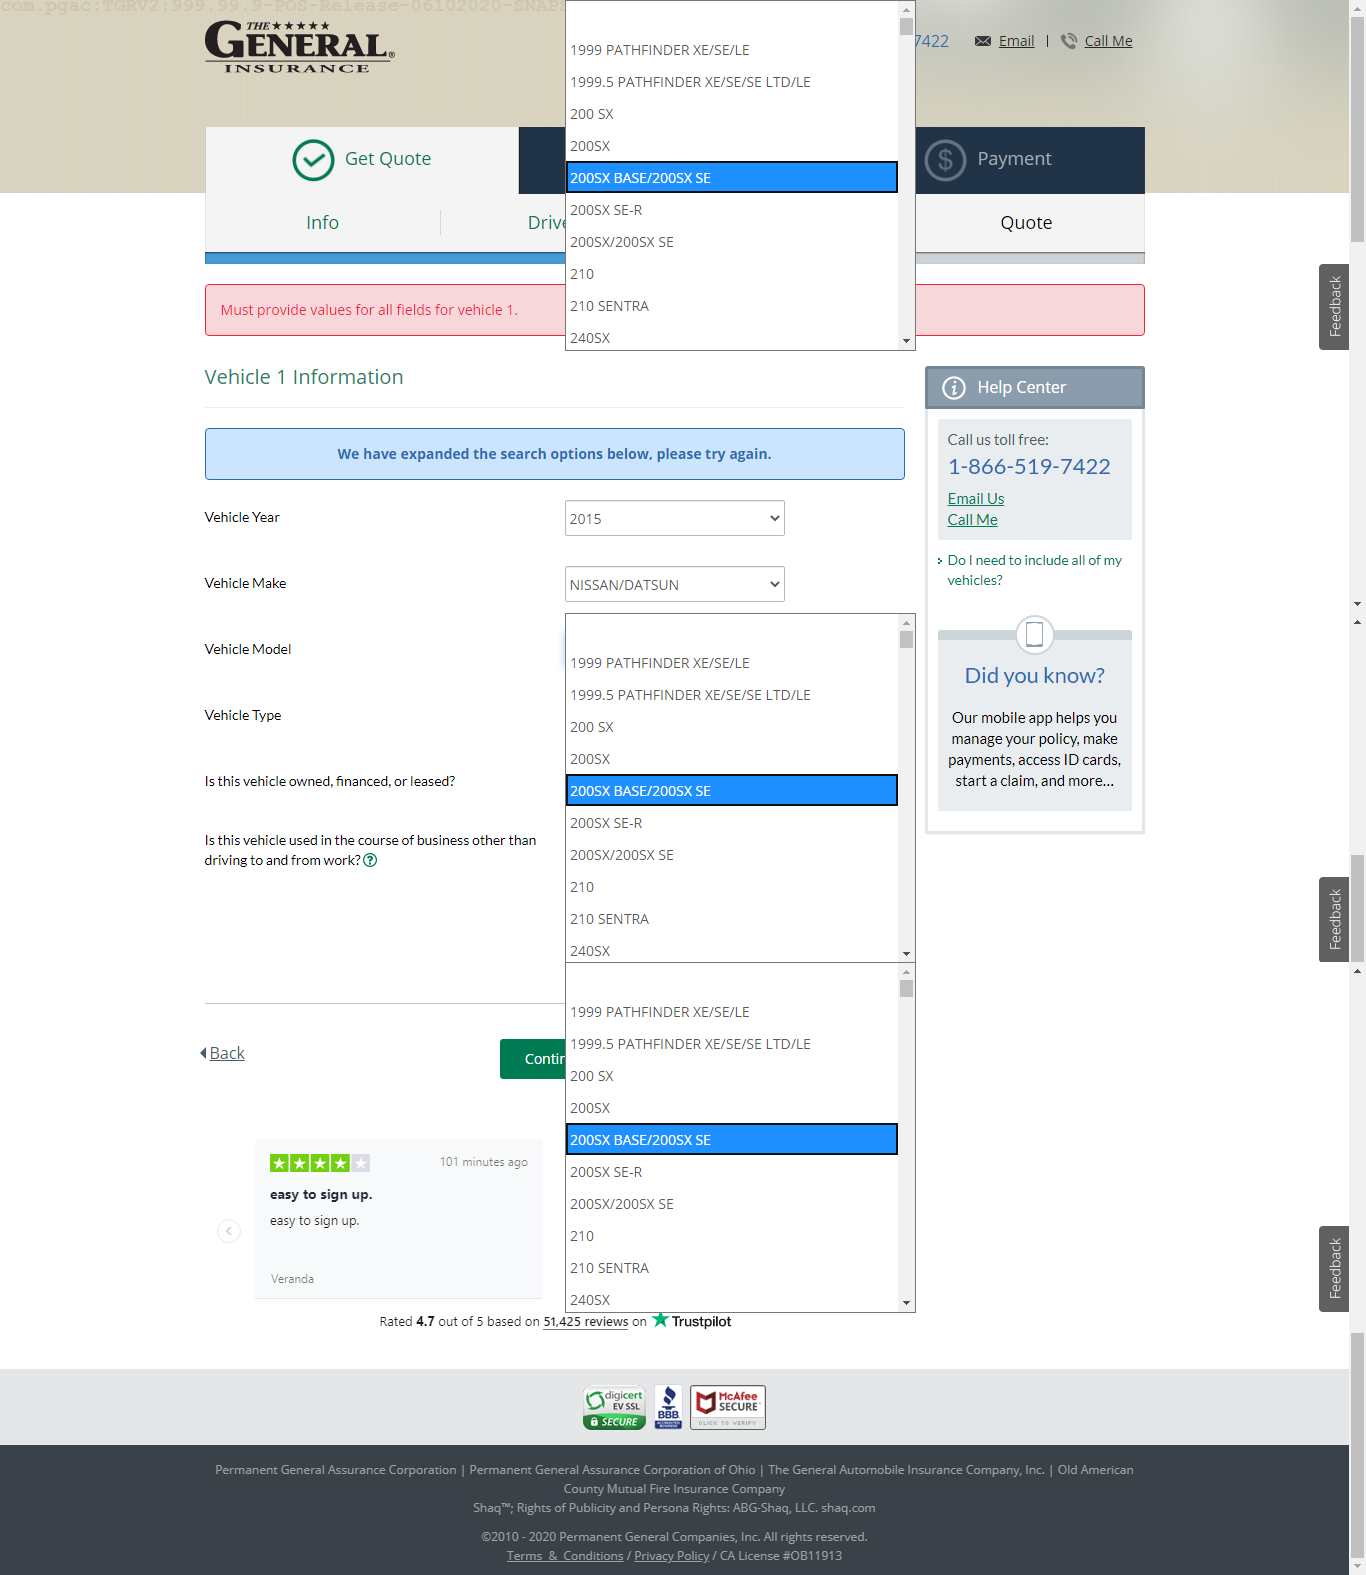 com.pgac:TGRV2:999.99.9-POS-Release-06102020-SNAPS
THE
GENERAL®
INSURANCE
7422
Email | Call Me
Get Quote
Payment
Info
Drive
Quote
1999 PATHFINDER XE/SE/LE
1999.5 PATHFINDER XE/SE/SE LTD/LE
200 SX
200SX
200SX BASE/200SX SE
200SX SE-R
200SX/200SX SE
210
210 SENTRA
240SX
Must provide values for all fields for vehicle 1.
Feedback
Vehicle 1 Information
We have expanded the search options below, please try again.
Vehicle Year
2015
Vehicle Make
NISSAN/DATSUN
Vehicle Model
Vehicle Type
Is this vehicle owned, financed, or leased?
Is this vehicle used in the course of business other than
driving to and from work?
1999 PATHFINDER XE/SE/LE
1999.5 PATHFINDER XE/SE/SE LTD/LE
200 SX
200SX
200SX BASE/200SX SE
200SX SE-R
200SX/200SX SE
210
210 SENTRA
240SX
Help Center
Call us toll free:
1-866-519-7422
Email Us
Call Me
Do I need to include all of my
vehicles?
Did you know?
Our mobile app helps you
manage your policy, make
payments, access ID cards,
start a claim, and more...
Feedback
1999 PATHFINDER XE/SE/LE
1999.5 PATHFINDER XE/SE/SE LTD/LE
200 SX
200SX
200SX BASE/200SX SE
200SX SE-R
200SX/200SX SE
210
210 SENTRA
240SX
Back
Contin
101 minutes ago
easy to sign up.
easy to sign up.
Veranda
Feedback
Rated 4.7 out of 5 based on 51,425 reviews on Trustpilot
digicert
EV SSL
SECURE
BBB
ACCREDITED
BUSINESS
McAfee
SECURE
CLICK TO VERIFY
Permanent General Assurance Corporation | Permanent General Assurance Corporation of Ohio | The General Automobile Insurance Company, Inc. | Old American
County Mutual Fire Insurance Company
Shaq™; Rights of Publicity and Persona Rights: ABG-Shaq, LLC. shaq.com
©2010 - 2020 Permanent General Companies, Inc. All rights reserved.
Terms & Conditions / Privacy Policy / CA License #OB11913